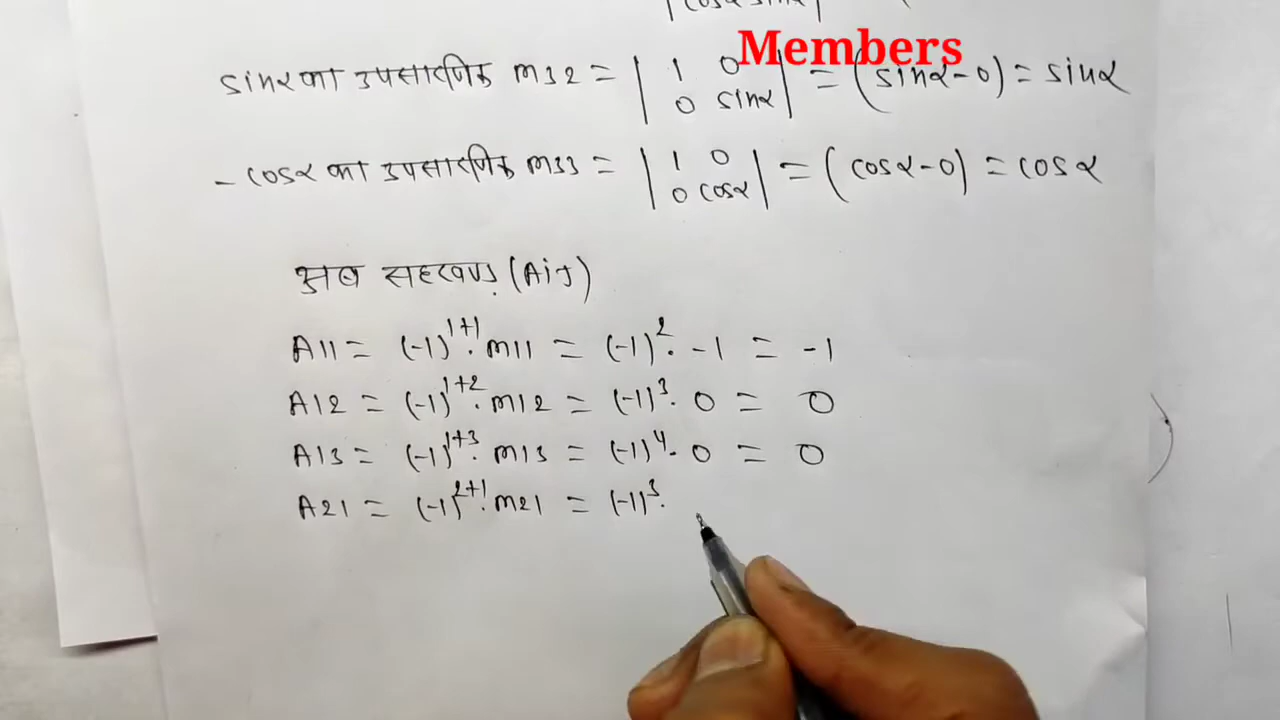 |cosα sinα|
Members
sinα का उपसारणिक m32 = | 1 0 | = (sinα-0) = sinα
0 sinα
-cosα का उपसारणिक m33 = | 1 0 | = (cosα-0) = cosα
0 cosα
अब सहखण्ड (Aij)
A11 = (-1)¹⁺¹. m11 = (-1)². -1 = -1
A12 = (-1)¹⁺². m12 = (-1)³. 0 = 0
A13 = (-1)¹⁺³. m13 = (-1)⁴. 0 = 0
A21 = (-1)²⁺¹. m21 = (-1)³.